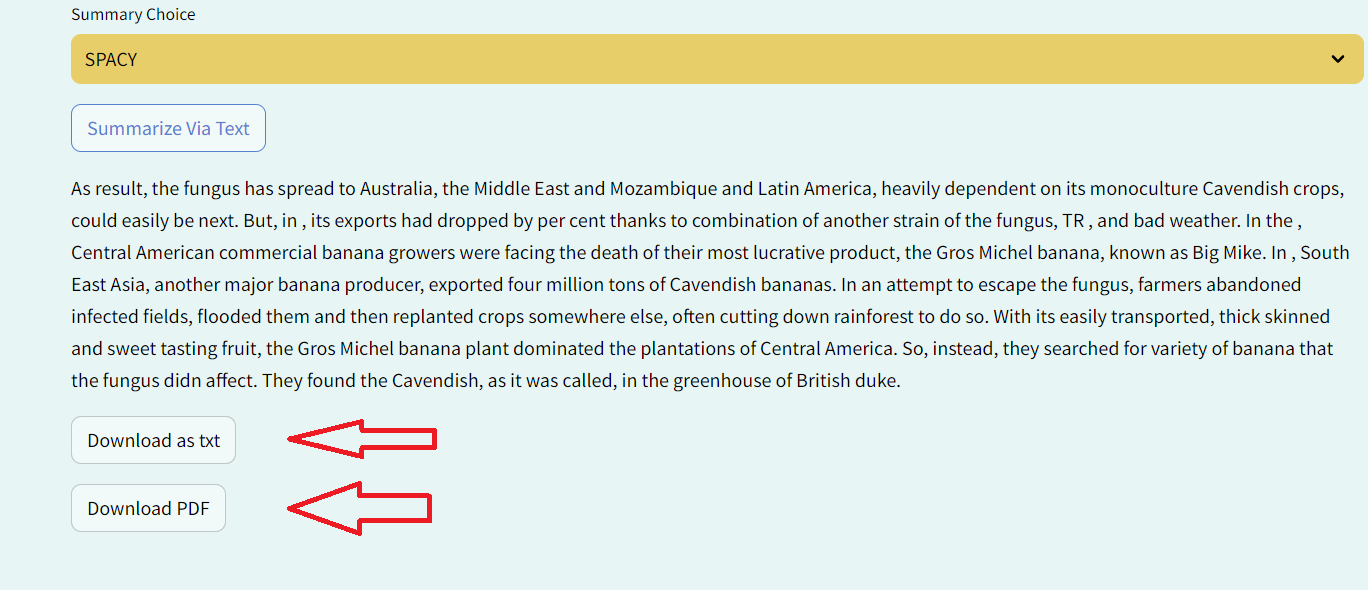 Summary Choice
SPACY
Summarize Via Text
As result, the fungus has spread to Australia, the Middle East and Mozambique and Latin America, heavily dependent on its monoculture Cavendish crops,
could easily be next. But, in , its exports had dropped by per cent thanks to combination of another strain of the fungus, TR , and bad weather. In the ,
Central American commercial banana growers were facing the death of their most lucrative product, the Gros Michel banana, known as Big Mike. In , South
East Asia, another major banana producer, exported four million tons of Cavendish bananas. In an attempt to escape the fungus, farmers abandoned
infected fields, flooded them and then replanted crops somewhere else, often cutting down rainforest to do so. With its easily transported, thick skinned
and sweet tasting fruit, the Gros Michel banana plant dominated the plantations of Central America. So, instead, they searched for variety of banana that
the fungus didn affect. They found the Cavendish, as it was called, in the greenhouse of British duke.
Download as txt
Download PDF